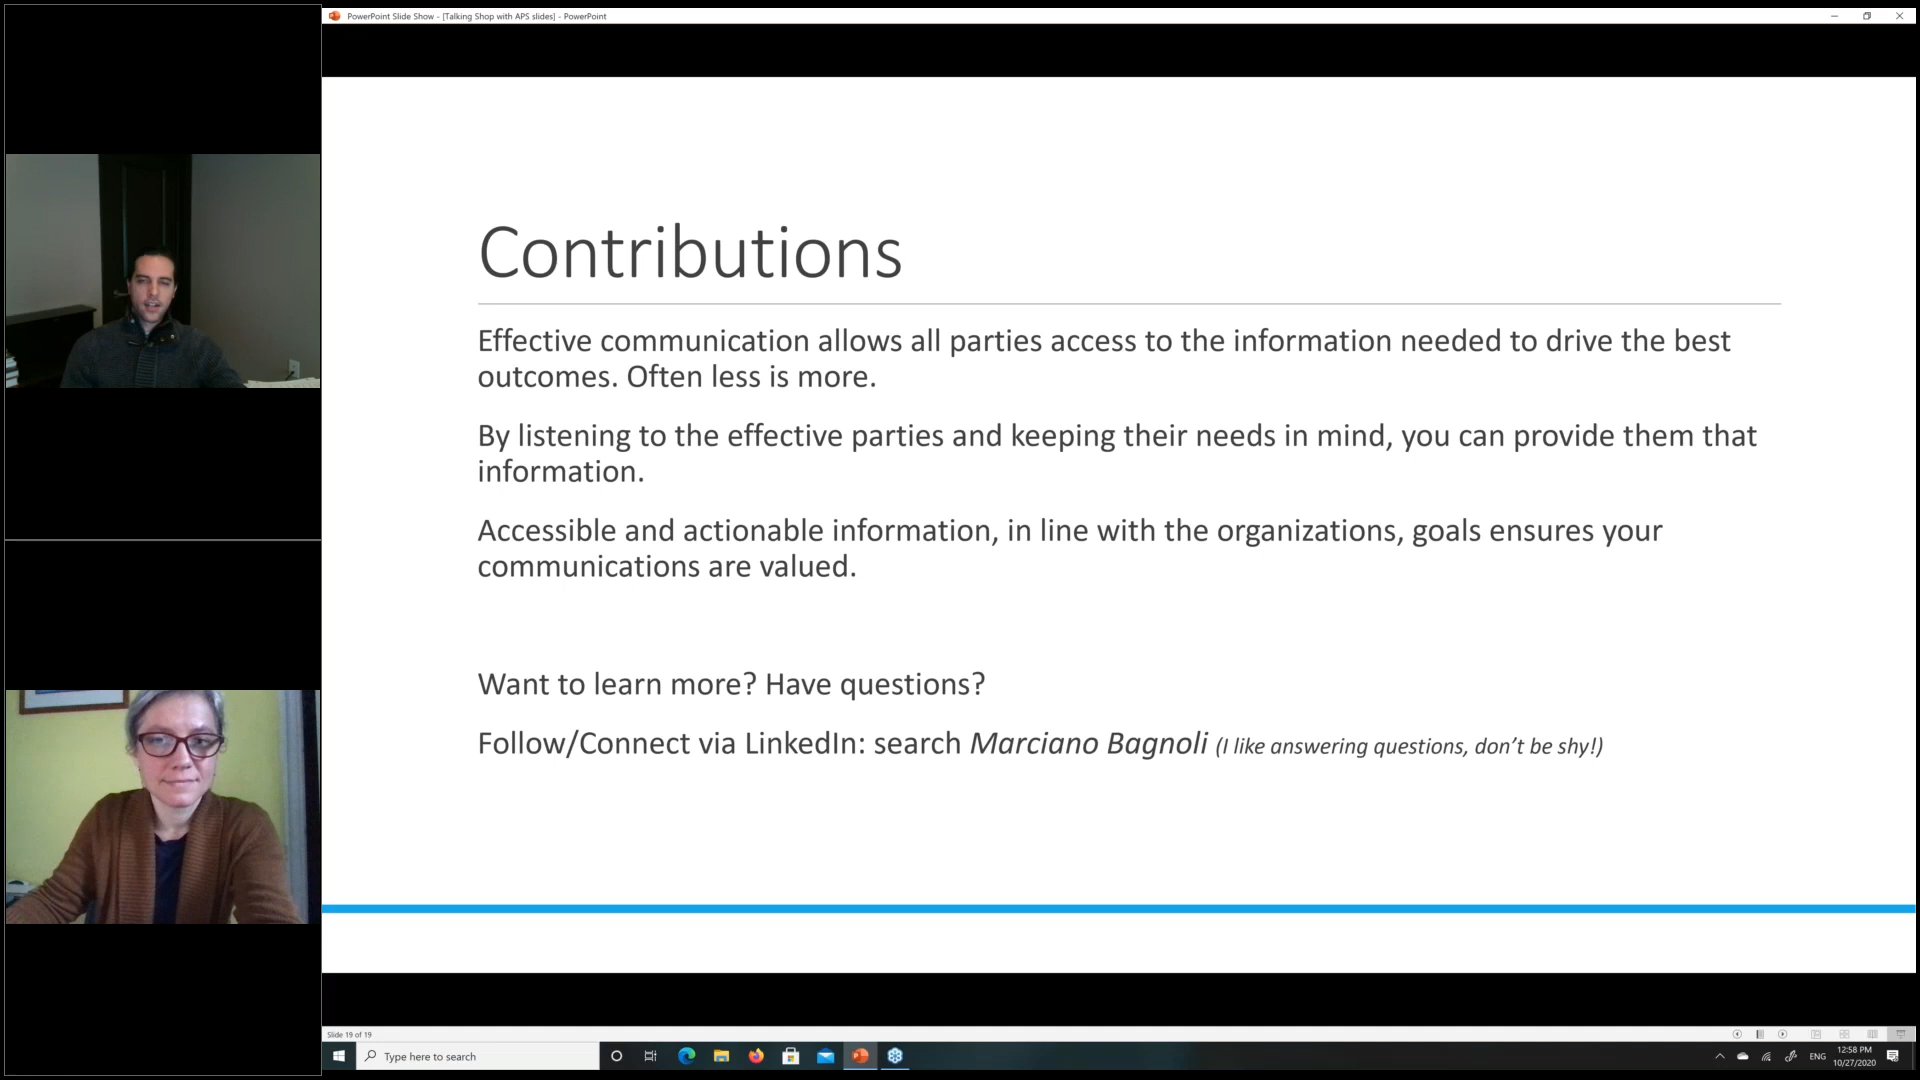 PowerPoint Slide Show - [Talking Shop with APS slides] - PowerPoint
Contributions
Effective communication allows all parties access to the information needed to drive the best
outcomes. Often less is more.
By listening to the effective parties and keeping their needs in mind, you can provide them that
information.
Accessible and actionable information, in line with the organizations, goals ensures your
communications are valued.
Want to learn more? Have questions?
Follow/Connect via LinkedIn: search Marciano Bagnoli (I like answering questions, don’t be shy!)
Slide 19 of 19
Type here to search
ENG
12:58 PM
10/27/2020